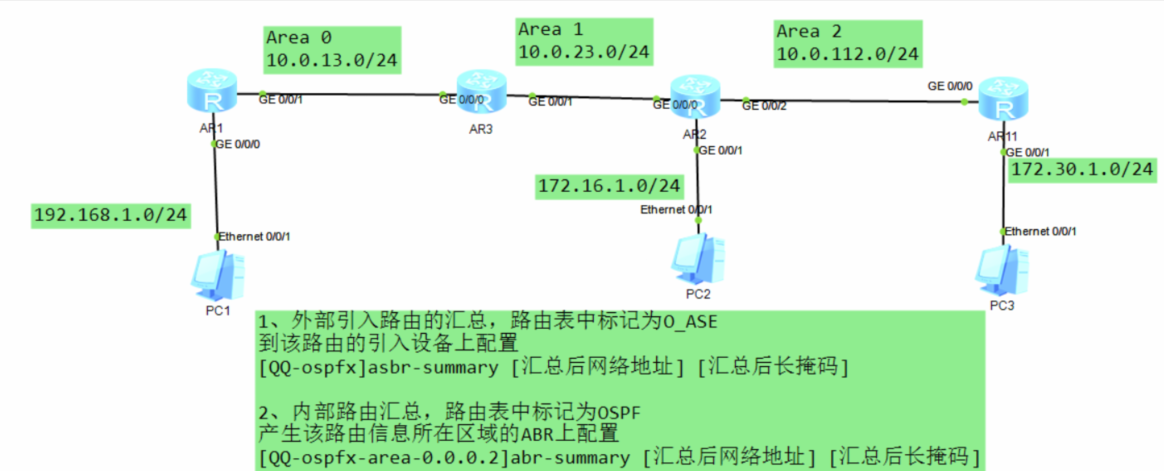 Area 0
10.0.13.0/24
Area 1
10.0.23.0/24
Area 2
10.0.112.0/24
GE 0/0/1
GE 0/0/0
GE 0/0/1
GE 0/0/0
GE 0/0/2
GE 0/0/0
R
R
R
R
AR1
AR3
AR2
AR11
GE 0/0/0
GE 0/0/1
GE 0/0/1
192.168.1.0/24
172.16.1.0/24
172.30.1.0/24
Ethernet 0/0/1
Ethernet 0/0/1
Ethernet 0/0/1
PC1
PC2
PC3
1、外部引入路由的汇总，路由表中标记为O_ASE
到该路由的引入设备上配置
[QQ-ospfx]asbr-summary [汇总后网络地址] [汇总后长掩码]
2、内部路由汇总，路由表中标记为OSPF
产生该路由信息所在区域的ABR上配置
[QQ-ospfx-area-0.0.0.2]abr-summary [汇总后网络地址] [汇总后长掩码]